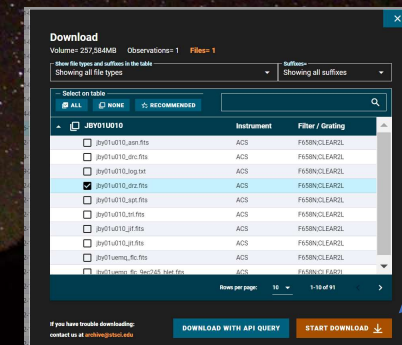 ×
Download
Volume= 257,584MB Observations= 1 Files= 1
Show file types and suffixes in the table
Showing all file types
Suffixes=
Showing all suffixes
Select on table
ALL NONE RECOMMENDED
JBY01U010 Instrument Filter / Grating
jby01u010_asn.fits ACS F658N;CLEAR2L
jby01u010_drc.fits ACS F658N;CLEAR2L
jby01u010_log.txt ACS F658N;CLEAR2L
jby01u010_drz.fits ACS F658N;CLEAR2L
jby01u010_spt.fits ACS F658N;CLEAR2L
jby01u010_trl.fits ACS F658N;CLEAR2L
jby01u010_jif.fits ACS F658N;CLEAR2L
jby01u010_jit.fits ACS F658N;CLEAR2L
jby01uemq_flc.fits ACS F658N;CLEAR2L
jby01uemq_flc_9ec245_hlet.fits ACS F658N;CLEAR2L
Rows per page: 10 1-10 of 91
If you have trouble downloading:
contact us at archive@stsci.edu
DOWNLOAD WITH API QUERY
START DOWNLOAD